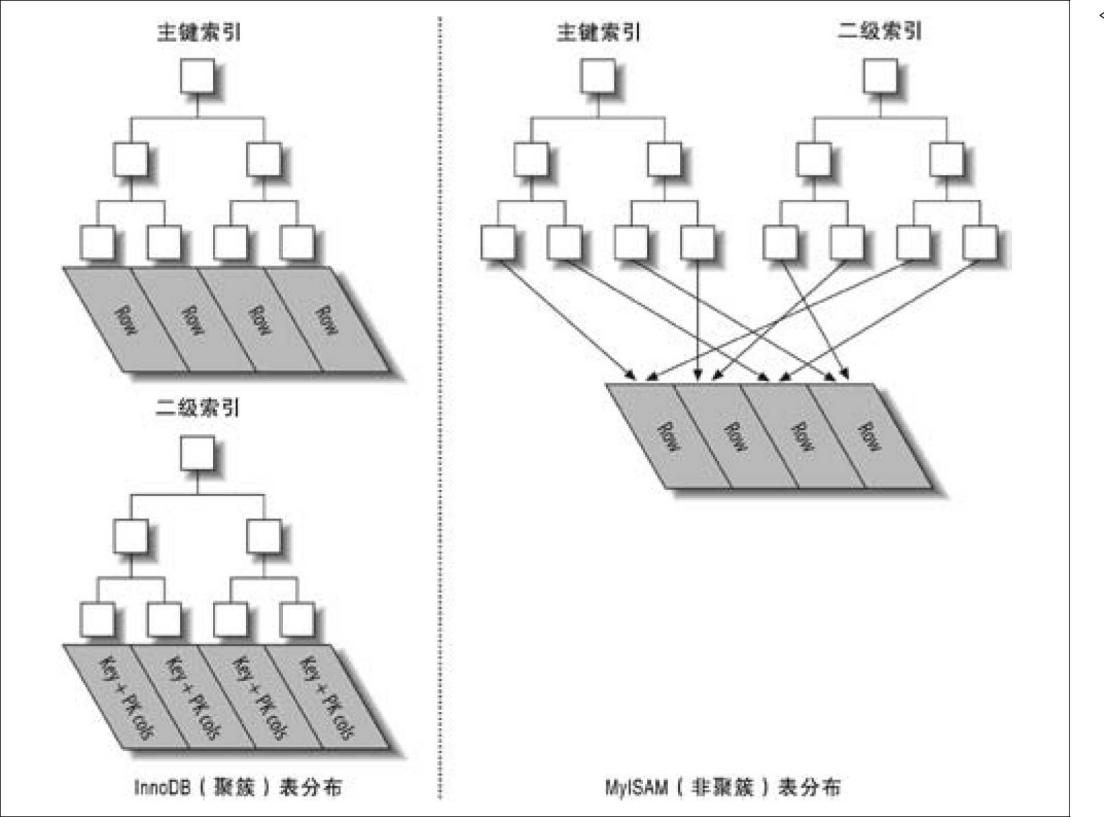 主键索引
Row
Row
Row
Row
二级索引
Key + PK cols
Key + PK cols
Key + PK cols
Key + PK cols
InnoDB（聚簇）表分布
主键索引
二级索引
Row
Row
Row
Row
MyISAM（非聚簇）表分布